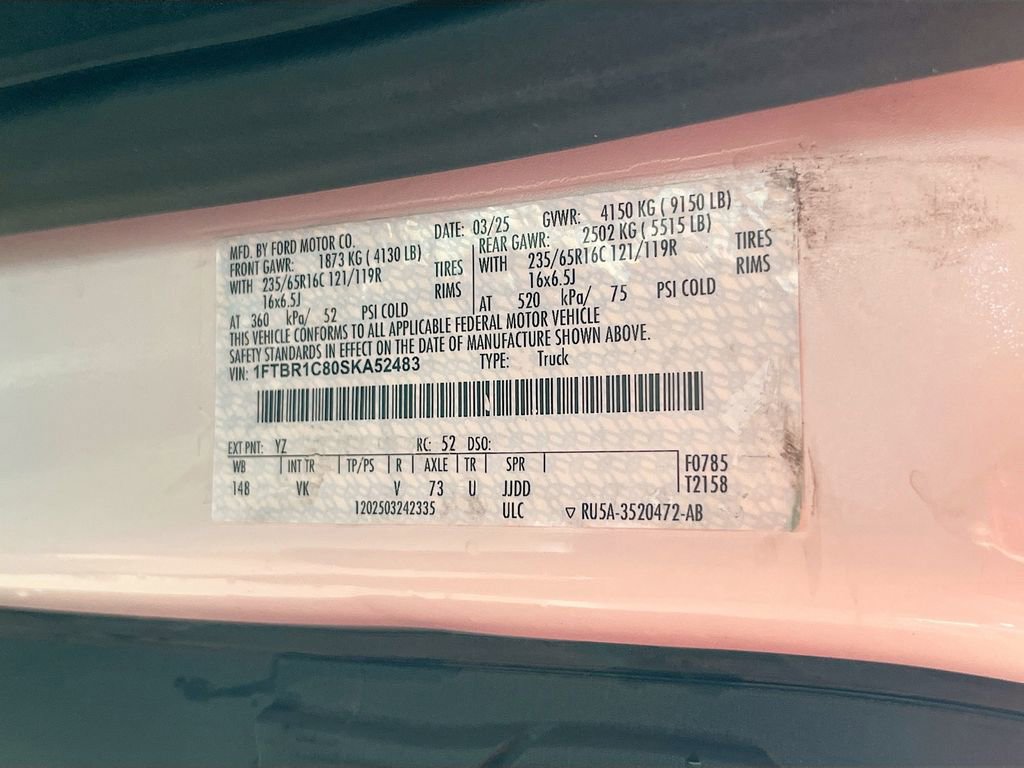 MFD. BY FORD MOTOR CO. DATE: 03/25 GVWR: 4150 KG ( 9150 LB)
FRONT GAWR: 1873 KG ( 4130 LB) REAR GAWR: 2502 KG ( 5515 LB)
WITH 235/65R16C 121/119R TIRES WITH 235/65R16C 121/119R TIRES
16x6.5J RIMS 16x6.5J RIMS
AT 360 kPa/ 52 PSI COLD AT 520 kPa/ 75 PSI COLD
THIS VEHICLE CONFORMS TO ALL APPLICABLE FEDERAL MOTOR VEHICLE
SAFETY STANDARDS IN EFFECT ON THE DATE OF MANUFACTURE SHOWN ABOVE.
VIN: 1FTBR1C80SKA52483 TYPE: Truck
EXT PNT: YZ RC: 52 DSO:
WB INT TR TP/PS R AXLE TR SPR F0785
148 VK V 73 U JJDD T2158
1202503242335 ULC ▽ RU5A-3520472-AB